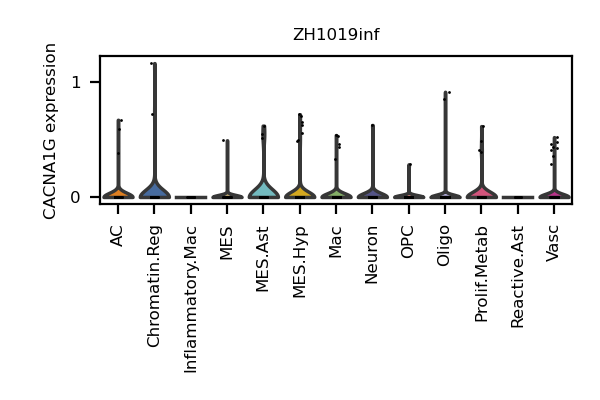 ZH1019inf
CACNA1G expression
1
0
AC
Chromatin.Reg
Inflammatory.Mac
MES
MES.Ast
MES.Hyp
Mac
Neuron
OPC
Oligo
Prolif.Metab
Reactive.Ast
Vasc